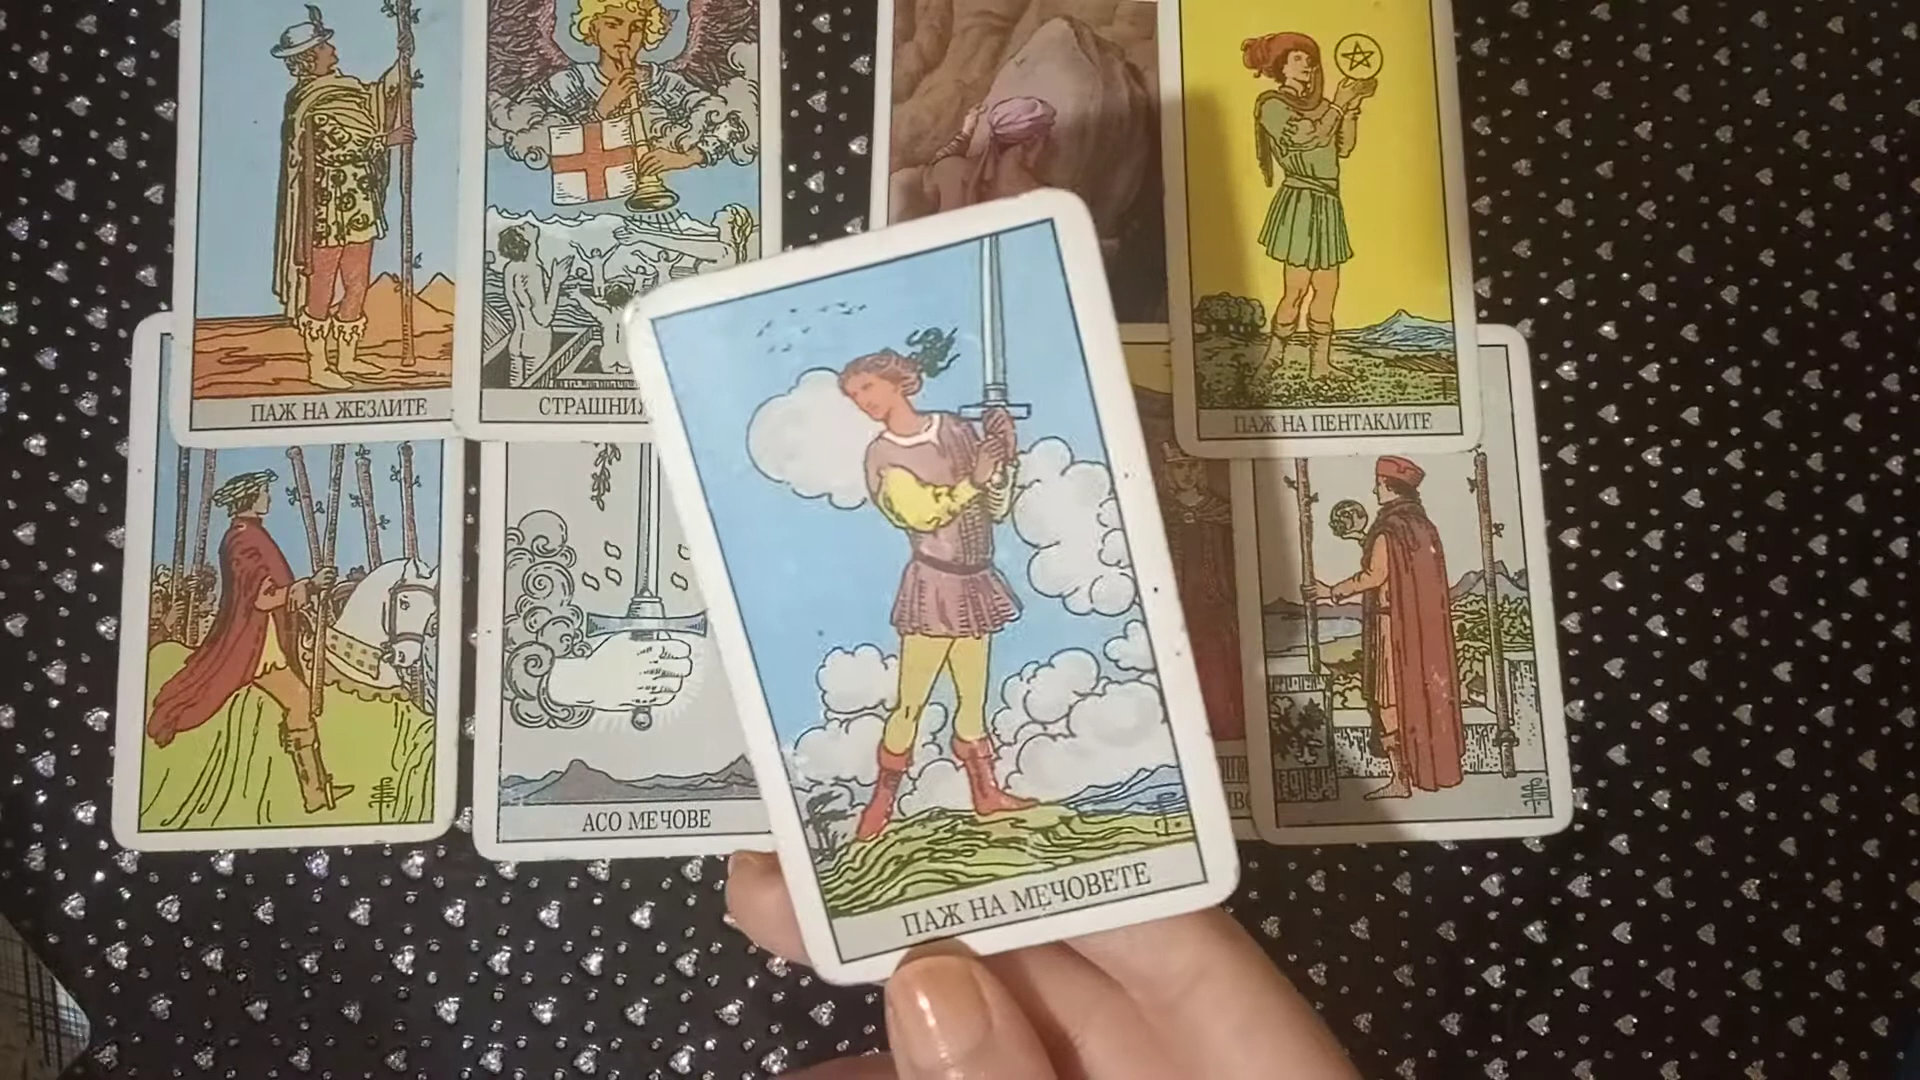 ПАЖ НА ЖЕЗЛИТЕ
ПАЖ НА ПЕНТАКЛИТЕ
АСО МЕЧОВЕ
ПАЖ НА МЕЧОВЕТЕ